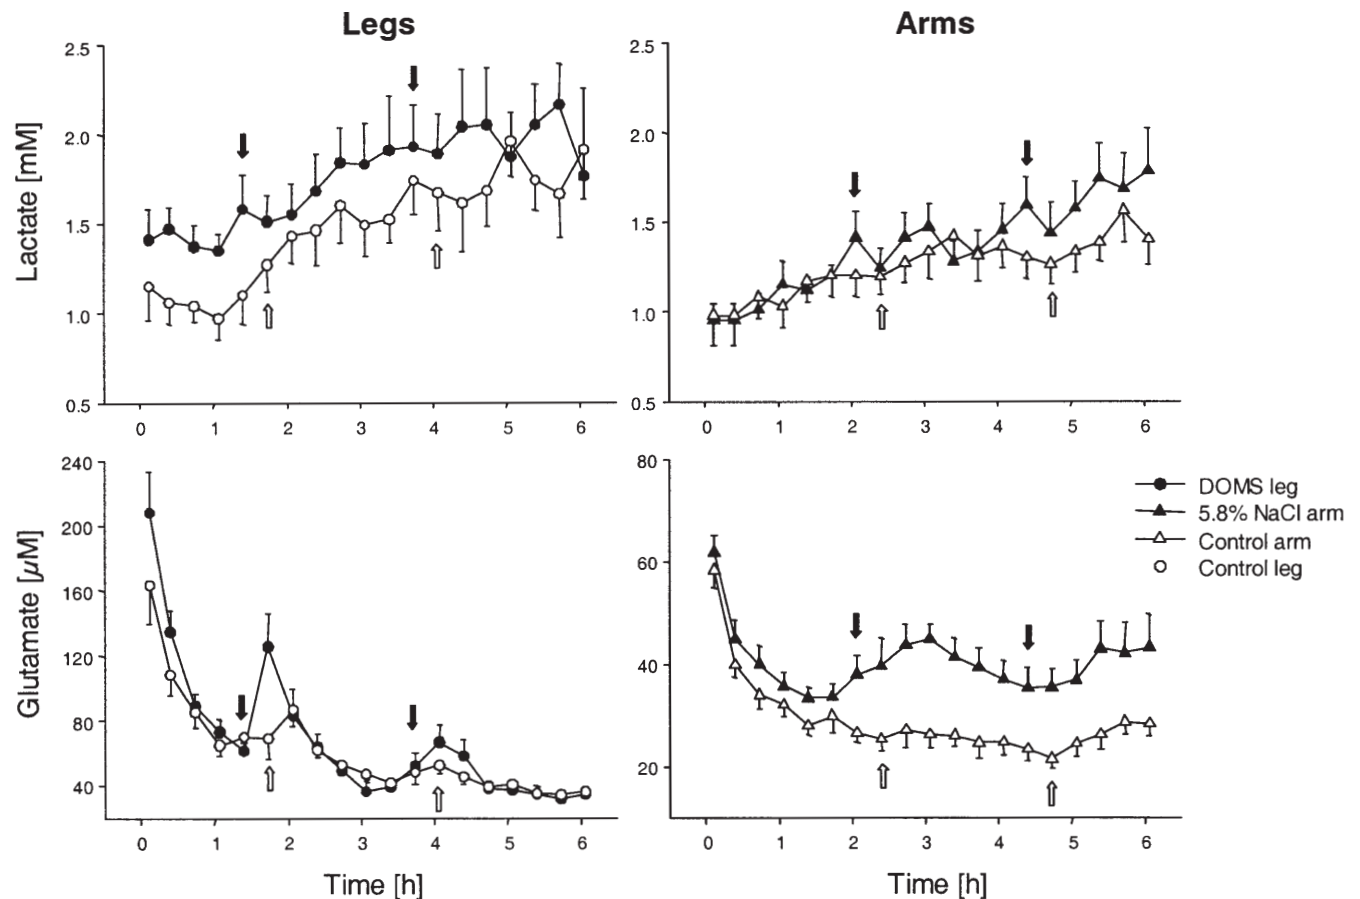 Legs
Arms
Lactate [mM]
2.5
2.0
1.5
1.0
0.5
0 1 2 3 4 5 6
2.5
2.0
1.5
1.0
0.5
0 1 2 3 4 5 6
Glutamate [µM]
240
200
160
120
80
40
0 1 2 3 4 5 6
Time [h]
80
60
40
20
0 1 2 3 4 5 6
Time [h]
DOMS leg
5.8% NaCl arm
Control arm
Control leg